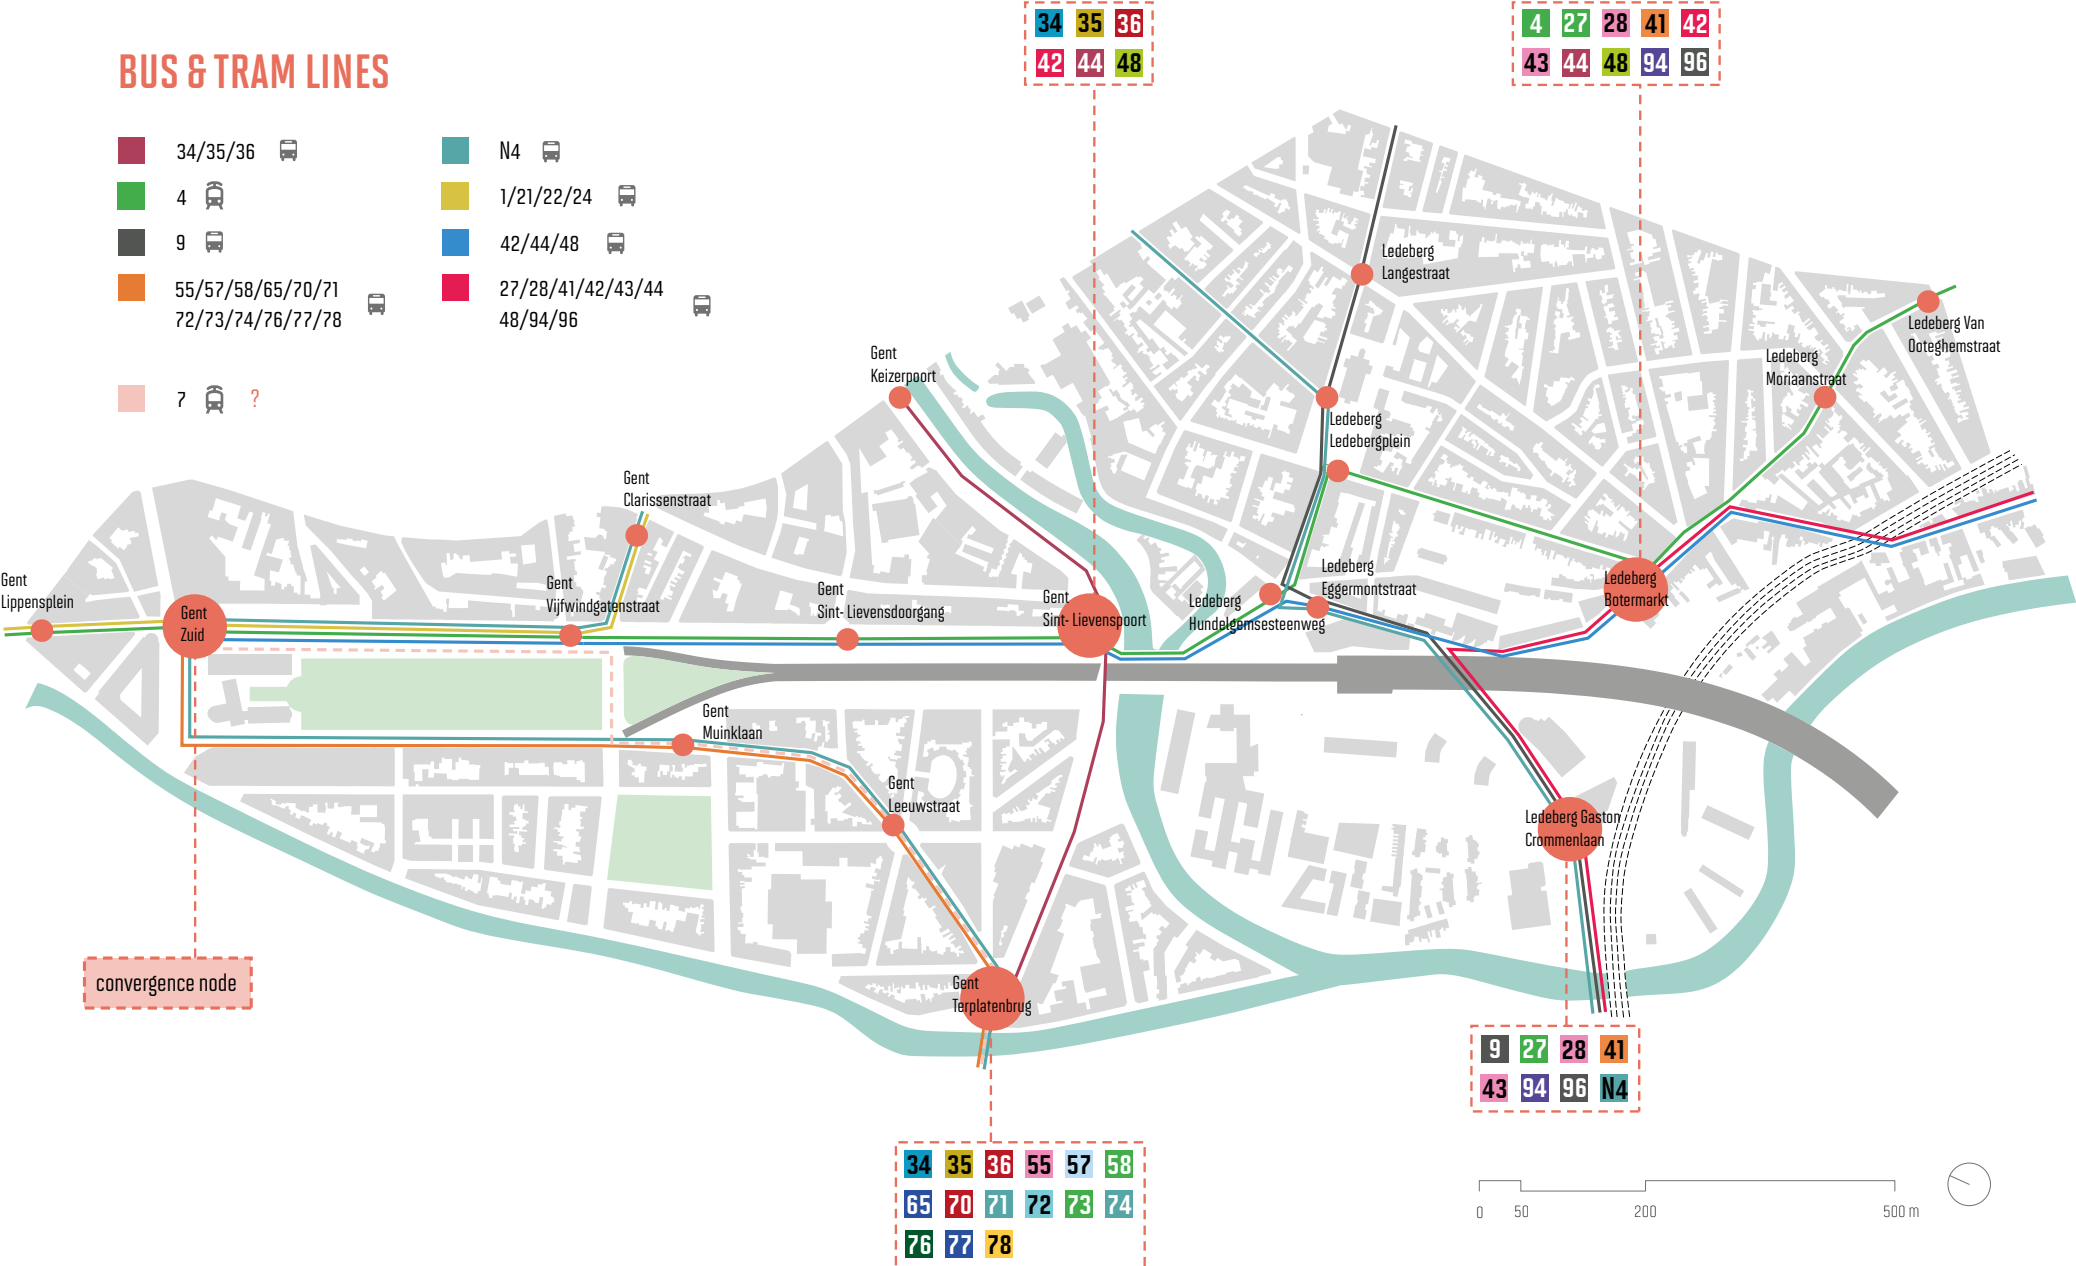 34 35 36
42 44 48
4 27 28 41 42
43 44 48 94 96
BUS & TRAM LINES
34/35/36
4
9
55/57/58/65/70/71
72/73/74/76/77/78
7 ?
N4
1/21/22/24
42/44/48
27/28/41/42/43/44
48/94/96
Ledeberg
Langestraat
Ledeberg Van
Ooteghemstraat
Ledeberg
Moriaanstraat
Gent
Keizerpoort
Ledeberg
Ledebergplein
Gent
Clarissenstraat
Gent
Lippensplein
Gent
Zuid
Gent
Vijfwindgatenstraat
Gent
Sint- Lievensdoorgang
Gent
Sint- Lievenspoort
Ledeberg
Hundelgemsesteenweg
Ledeberg
Eggermontstraat
Ledeberg
Botermarkt
Gent
Muinklaan
Gent
Leeuwstraat
Ledeberg Gaston
Crommenlaan
convergence node
Gent
Terplatenbrug
9 27 28 41
43 94 96 N4
34 35 36 55 57 58
65 70 71 72 73 74
76 77 78
0 50 200 500 m